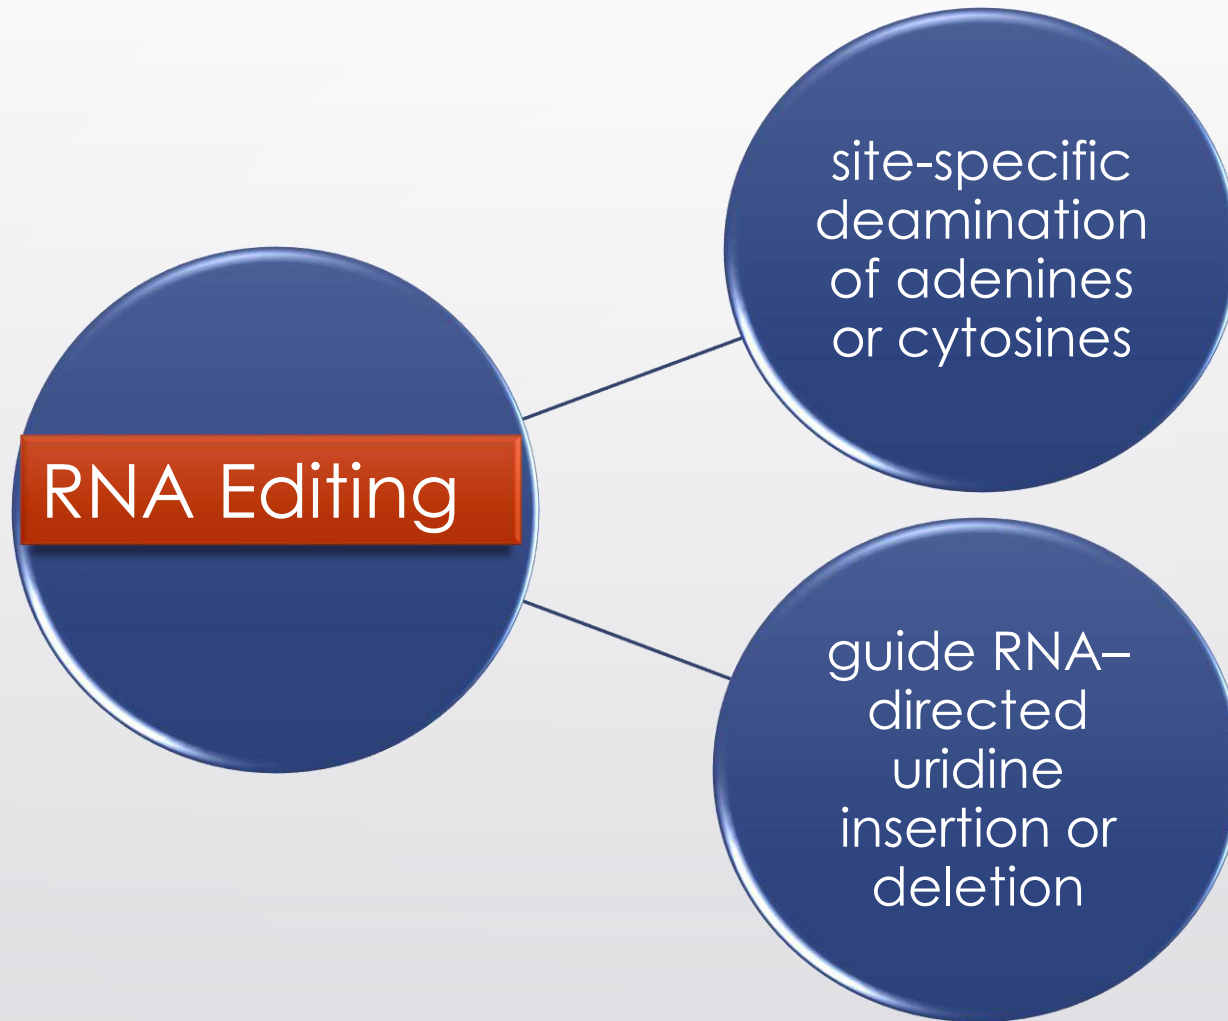 RNA Editing
site-specific
deamination
of adenines
or cytosines
guide RNA–
directed
uridine
insertion or
deletion